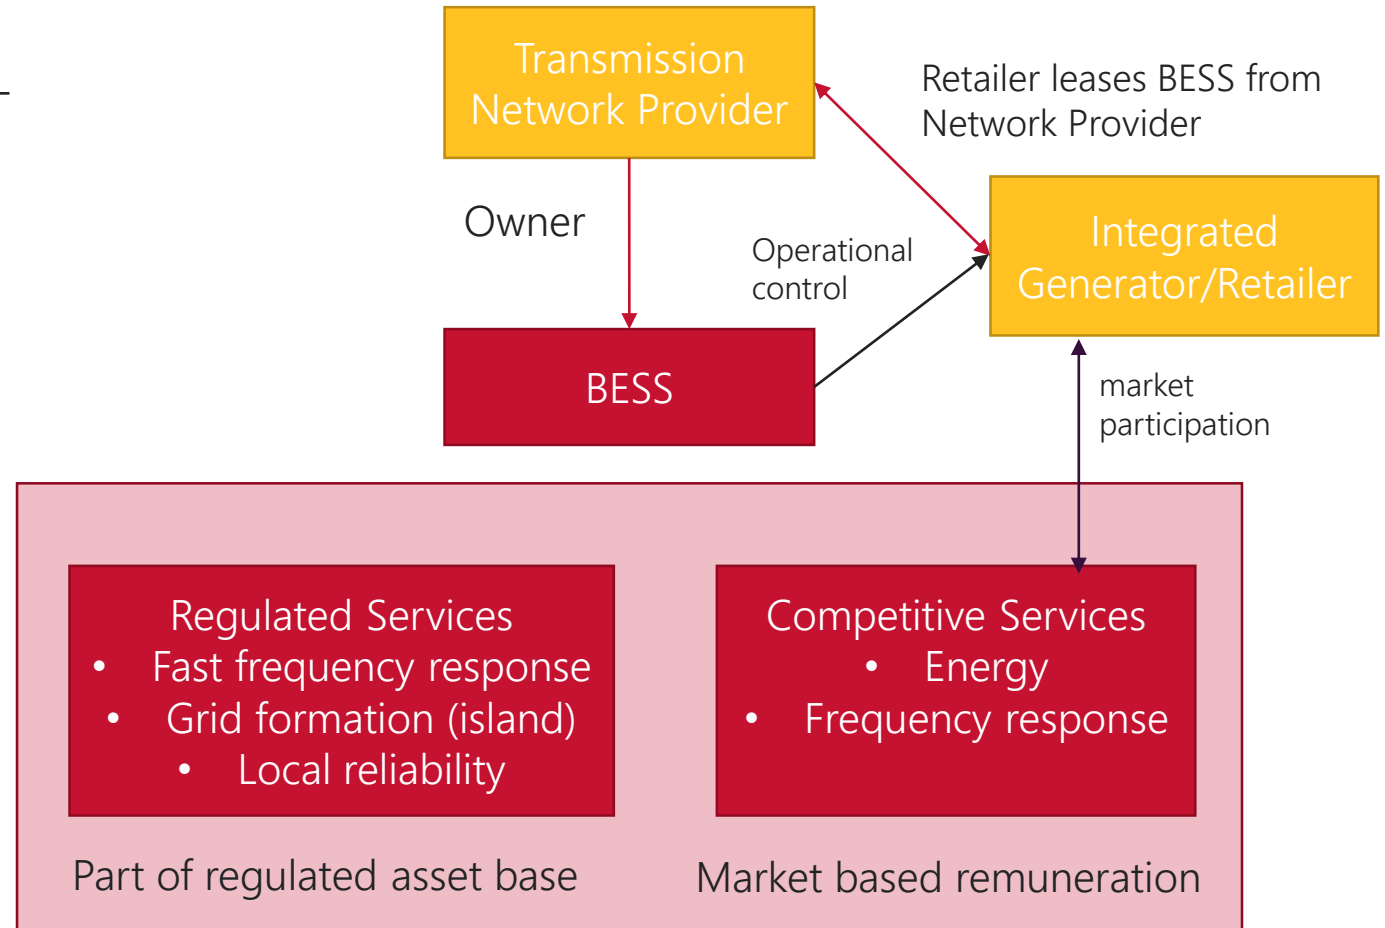 Transmission
Network Provider
Retailer leases BESS from
Network Provider
Owner
Operational
control
Integrated
Generator/Retailer
BESS
market
participation
Regulated Services
• Fast frequency response
• Grid formation (island)
• Local reliability
Competitive Services
• Energy
• Frequency response
Part of regulated asset base
Market based remuneration